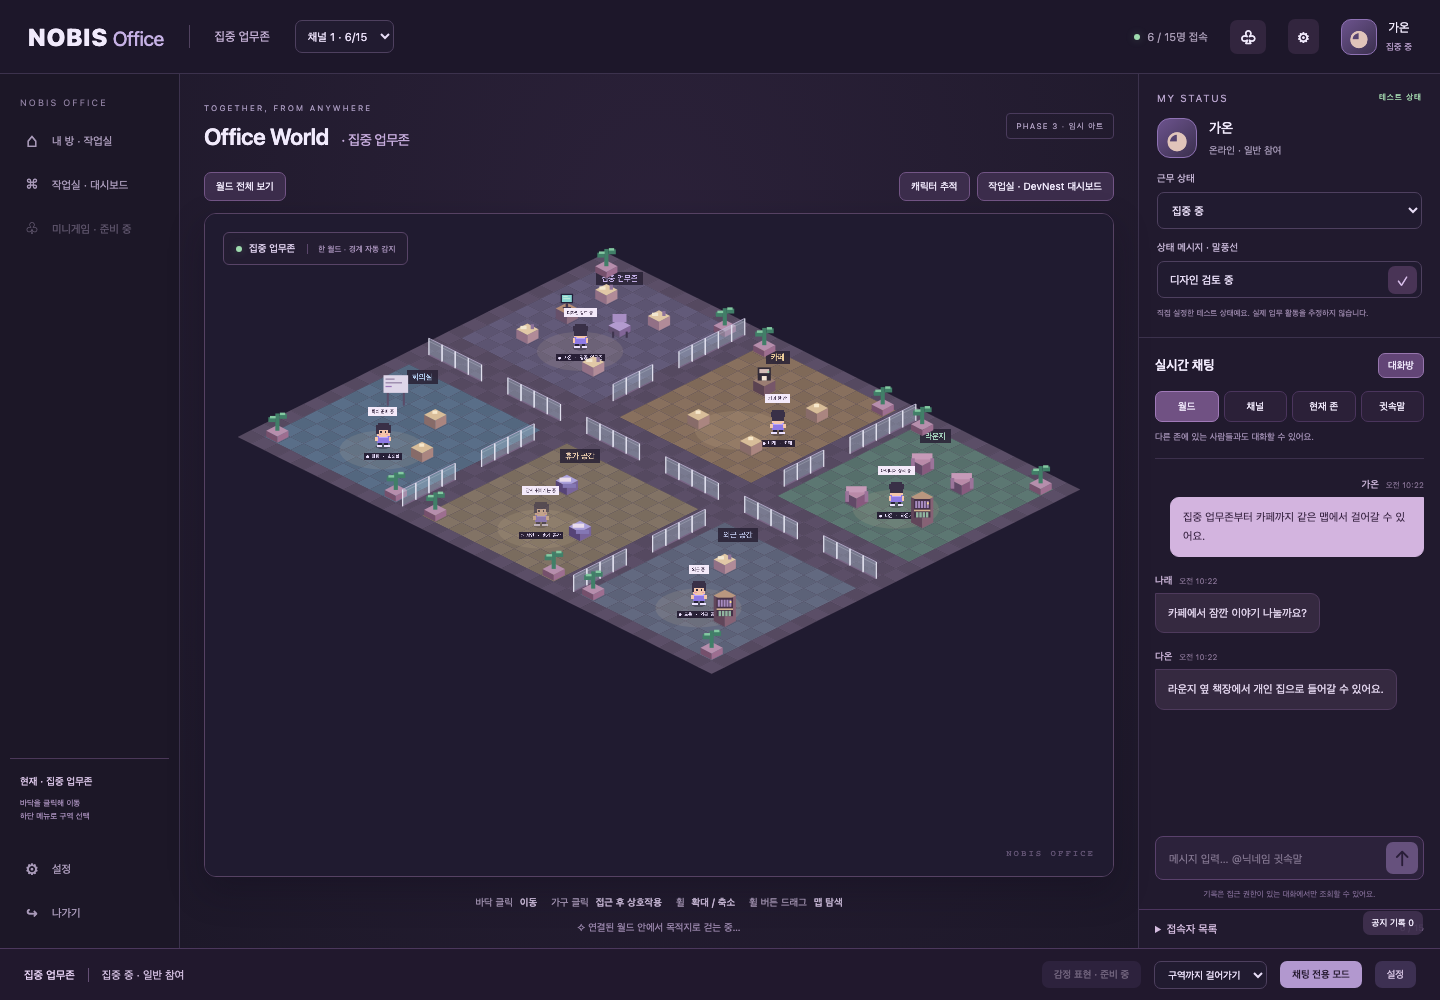 NOBIS Office
집중 업무존
채널 1 · 6/15
6 / 15명 접속
가온
집중 중
NOBIS OFFICE
내 방 · 작업실
작업실 · 대시보드
미니게임 · 준비 중
현재 · 집중 업무존
바닥을 클릭해 이동
하단 메뉴로 구역 선택
설정
나가기
TOGETHER, FROM ANYWHERE
Office World · 집중 업무존
PHASE 3 · 임시 아트
월드 전체 보기
캐릭터 추적
작업실 · DevNest 대시보드
집중 업무존
한 월드 · 경계 자동 감지
집중 업무존
카페
회의실
라운지
휴가 공간
외근 공간
외근 중
NOBIS OFFICE
바닥 클릭 이동 가구 클릭 접근 후 상호작용 휠 확대 / 축소 휠 버튼 드래그 맵 탐색
✧ 연결된 월드 안에서 목적지로 걷는 중...
MY STATUS
테스트 상태
가온
온라인 · 일반 참여
근무 상태
집중 중
상태 메시지 · 말풍선
디자인 검토 중
직접 설정한 테스트 상태예요. 실제 업무 활동을 추정하지 않습니다.
실시간 채팅
대화방
월드
채널
현재 존
귓속말
다른 존에 있는 사람들과도 대화할 수 있어요.
가온 오전 10:22
집중 업무존부터 카페까지 같은 맵에서 걸어갈 수 있
어요.
나래 오전 10:22
카페에서 잠깐 이야기 나눌까요?
다온 오전 10:22
라운지 옆 책장에서 개인 집으로 들어갈 수 있어요.
메시지 입력... @닉네임 귓속말
기록은 접근 권한이 있는 대화에서만 조회할 수 있어요.
▶ 접속자 목록
공지 기록 0
집중 업무존
집중 중 · 일반 참여
감정 표현 · 준비 중
구역까지 걸어가기
채팅 전용 모드
설정